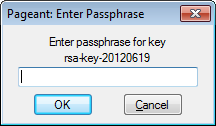 Pageant: Enter Passphrase
Enter passphrase for key
rsa-key-20120619
OK
Cancel